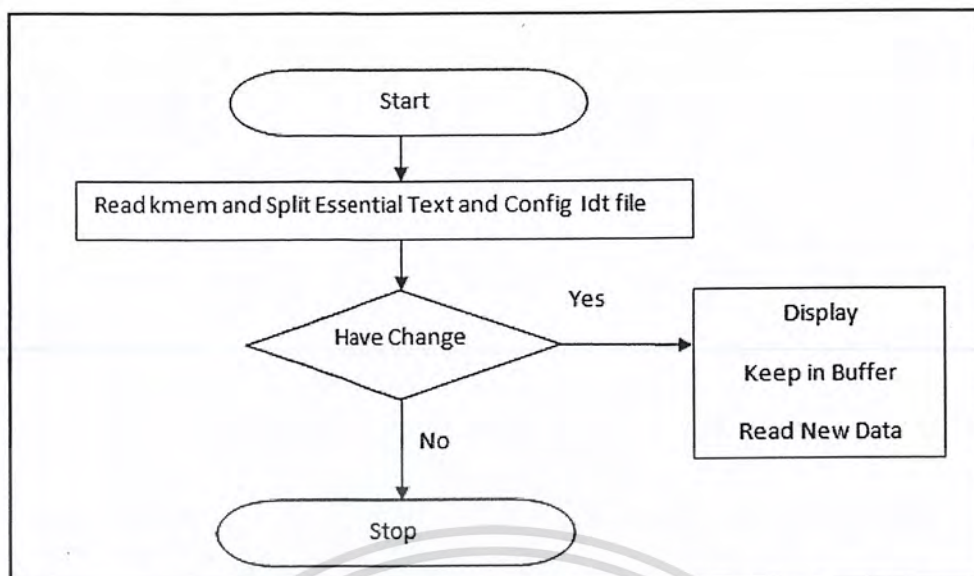 Start
Read kmem and Split Essential Text and Config Idt file
Have Change
Yes
Display
Keep in Buffer
Read New Data
No
Stop